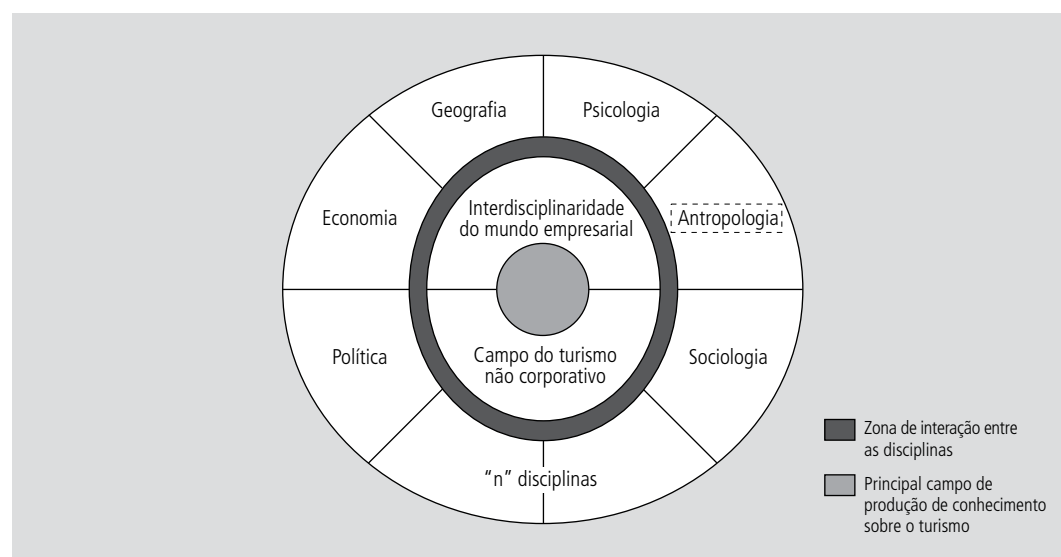 Geografia
Psicologia
Economia
Interdisciplinaridade
do mundo empresarial
Antropologia
Política
Campo do turismo
não corporativo
Sociologia
“n” disciplinas
Zona de interação entre
as disciplinas
Principal campo de
produção de conhecimento
sobre o turismo